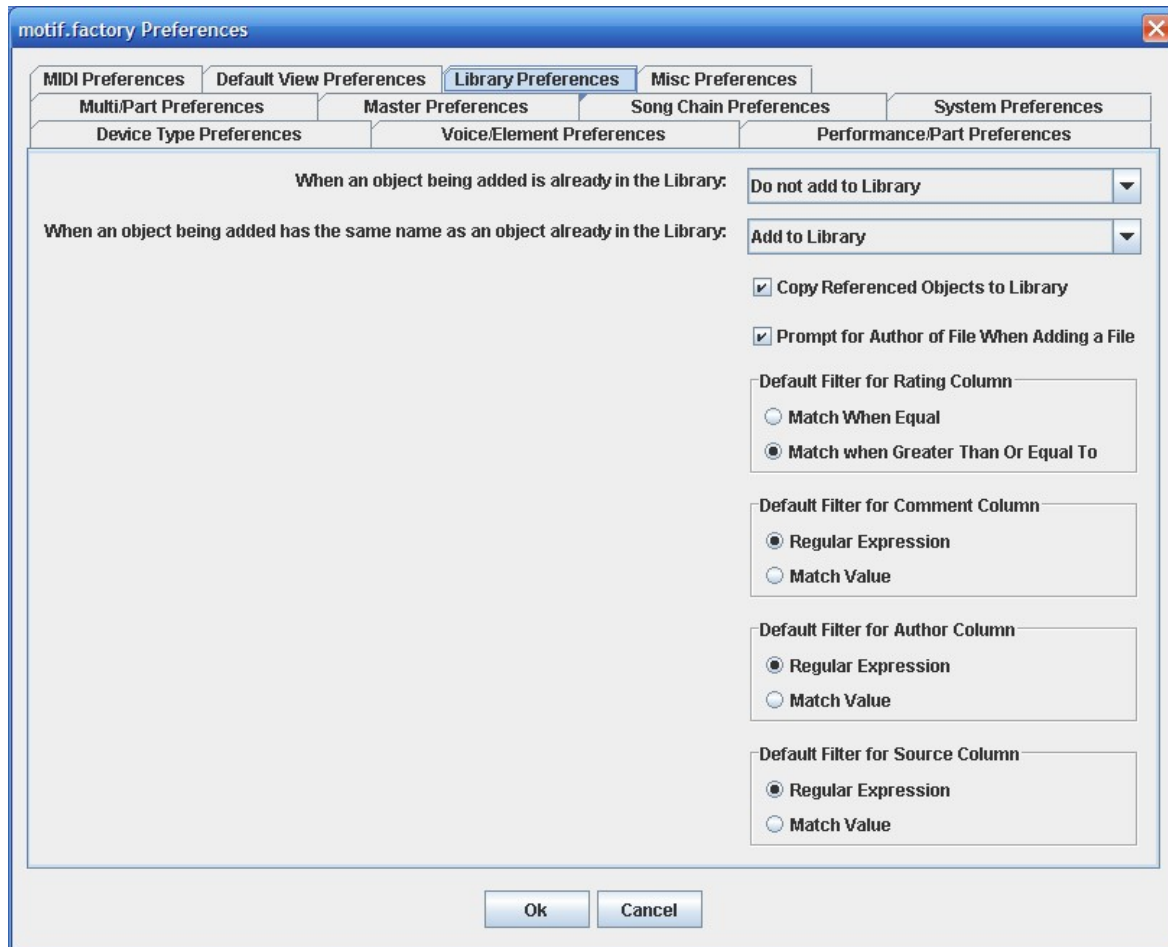 motif.factory Preferences
MIDI Preferences Default View Preferences Library Preferences Misc Preferences
Multi/Part Preferences Master Preferences Song Chain Preferences System Preferences
Device Type Preferences Voice/Element Preferences Performance/Part Preferences
When an object being added is already in the Library: Do not add to Library
When an object being added has the same name as an object already in the Library: Add to Library
Copy Referenced Objects to Library
Prompt for Author of File When Adding a File
Default Filter for Rating Column
Match When Equal
Match when Greater Than Or Equal To
Default Filter for Comment Column
Regular Expression
Match Value
Default Filter for Author Column
Regular Expression
Match Value
Default Filter for Source Column
Regular Expression
Match Value
Ok Cancel